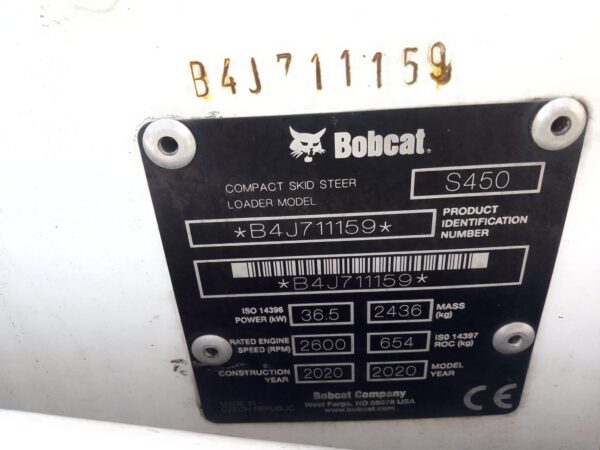 B4J711159
Bobcat®
COMPACT SKID STEER
LOADER MODEL
S450
*B4J711159*
PRODUCT
IDENTIFICATION
NUMBER
*B4J711159*
ISO 14396
POWER (kW)
36.5
2436
MASS
(kg)
RATED ENGINE
SPEED (RPM)
2600
654
ISO 14397
ROC (kg)
CONSTRUCTION
YEAR
2020
2020
MODEL
YEAR
MADE IN
CZECH REPUBLIC
Bobcat Company
West Fargo, ND 58078 USA
www.bobcat.com
CE